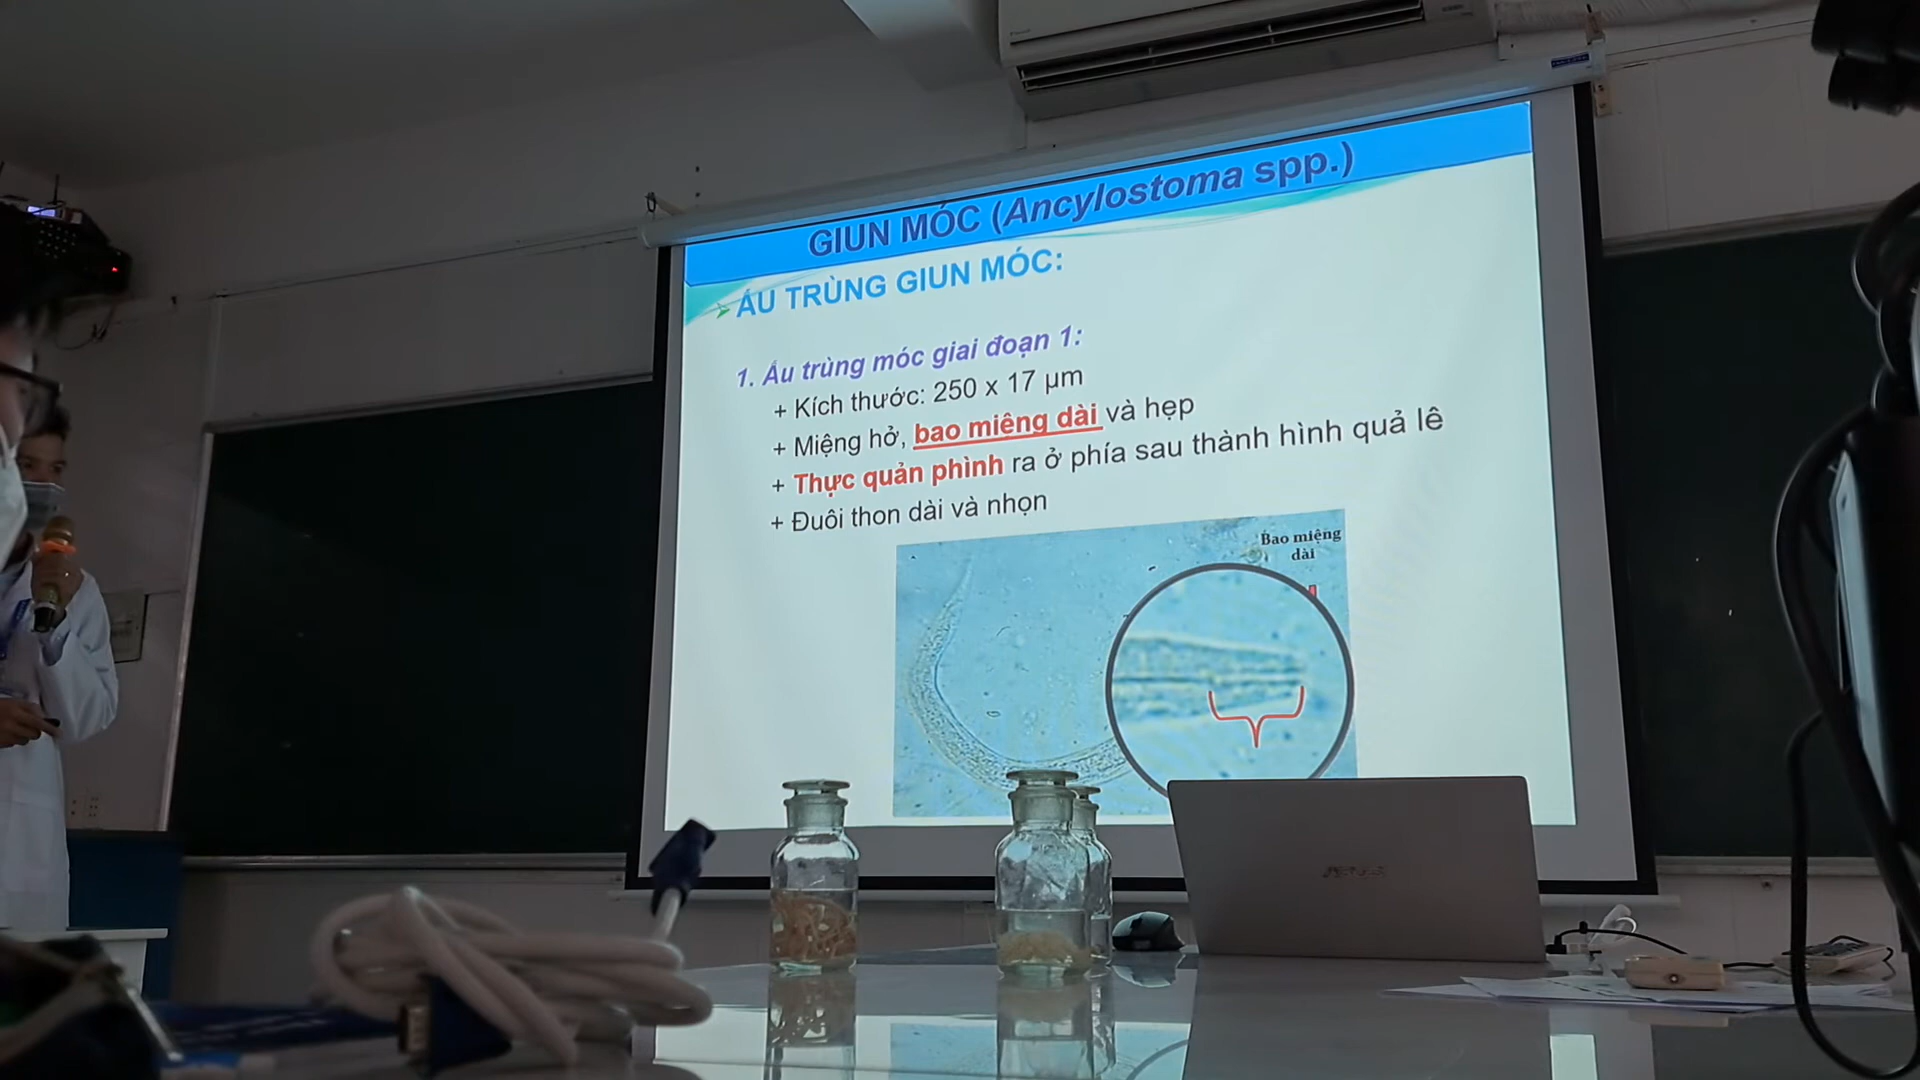 GIUN MÓC (Ancylostoma spp.)
ẤU TRÙNG GIUN MÓC:
1. Ấu trùng móc giai đoạn 1:
+ Kích thước: 250 x 17 µm
+ Miệng hở, bao miệng dài và hẹp
+ Thực quản phình ra ở phía sau thành hình quả lê
+ Đuôi thon dài và nhọn
Bao miệng
dài